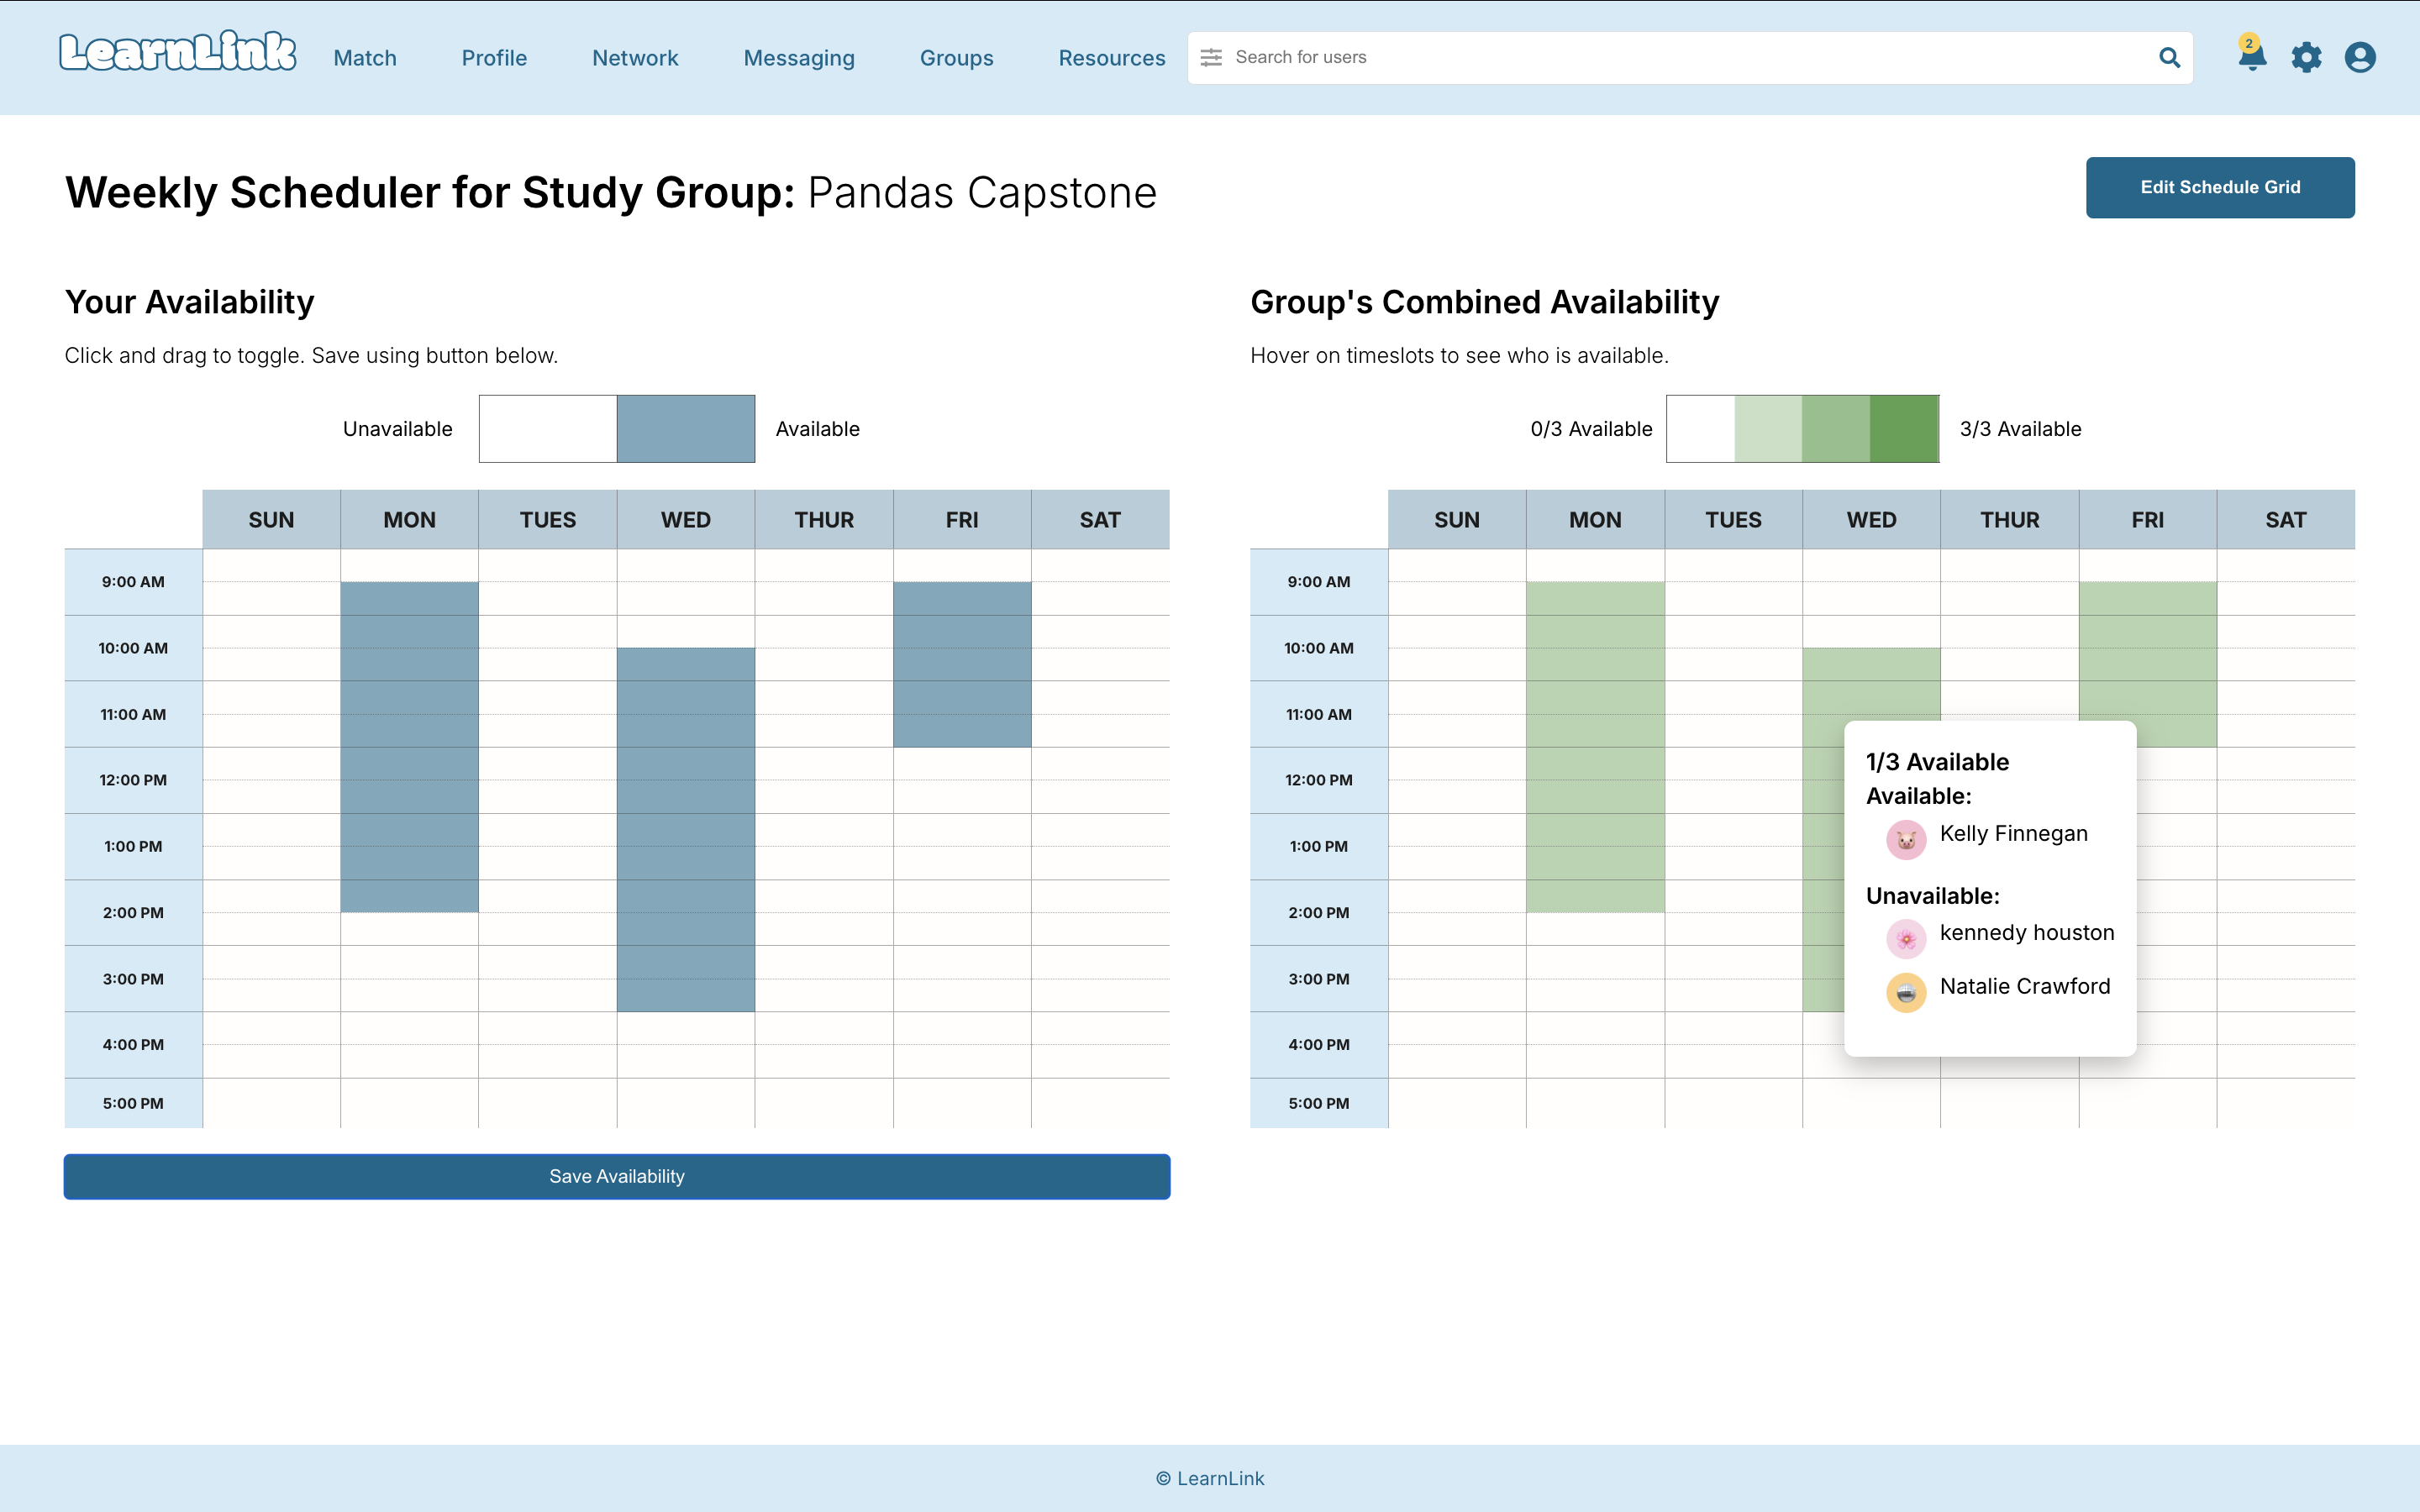 LearnLink
Match
Profile
Network
Messaging
Groups
Resources
Search for users
2
Weekly Scheduler for Study Group: Pandas Capstone
Edit Schedule Grid
Your Availability
Click and drag to toggle. Save using button below.
Unavailable
Available
SUN MON TUES WED THUR FRI SAT
9:00 AM
10:00 AM
11:00 AM
12:00 PM
1:00 PM
2:00 PM
3:00 PM
4:00 PM
5:00 PM
Save Availability
Group's Combined Availability
Hover on timeslots to see who is available.
0/3 Available
3/3 Available
SUN MON TUES WED THUR FRI SAT
9:00 AM
10:00 AM
11:00 AM
12:00 PM
1:00 PM
2:00 PM
3:00 PM
4:00 PM
5:00 PM
1/3 Available
Available:
Kelly Finnegan
Unavailable:
kennedy houston
Natalie Crawford
© LearnLink